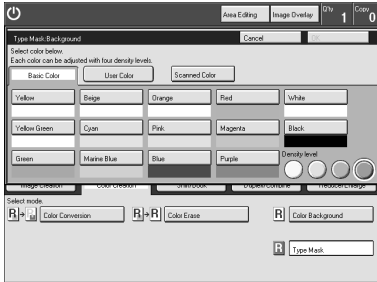 Area Editing Image Overlay Q'ty 1 Copy 0
Type Mask:Background Cancel OK
Select color below.
Each color can be adjusted with four density levels.
Basic Color User Color Scanned Color
Yellow Beige Orange Red White
Yellow Green Cyan Pink Magenta Black
Green Marine Blue Blue Purple Density level
Image Creation Color Creation Shift/Book Duplex/Combine Reduce/Enlarge
Select mode.
R → R Color Conversion R → R Color Erase R Color Background
R Type Mask